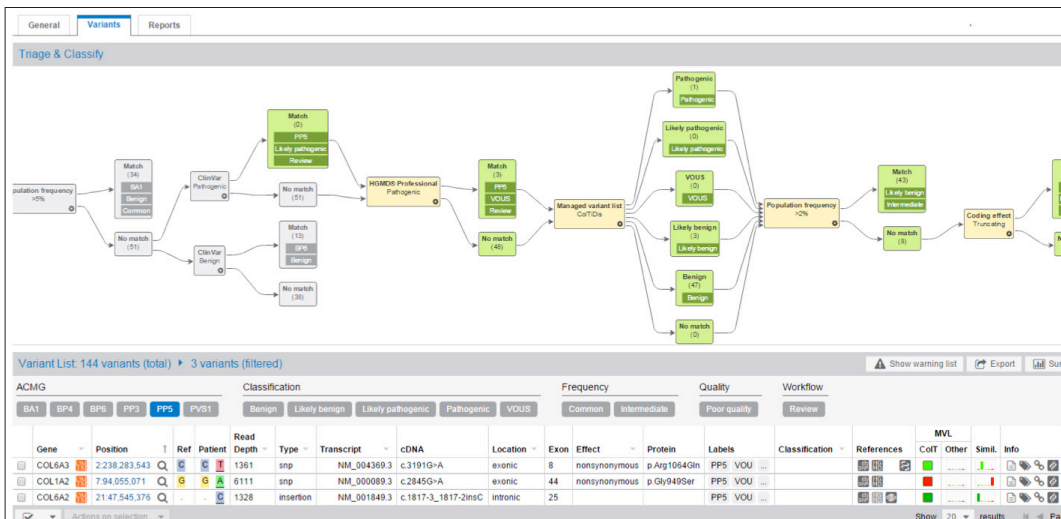 General Variants Reports
Triage & Classify
pulation frequency
>5%
Match
(34)
BA1
Benign
Common
No match
(51)
ClinVar
Pathogenic
ClinVar
Benign
Match
(0)
PP5
Likely pathogenic
Review
No match
(51)
Match
(13)
BP6
Benign
No match
(38)
HGMD® Professional
Pathogenic
Match
(3)
PP5
VOUS
Review
No match
(48)
Managed variant list
ColTiDis
Pathogenic
(1)
Pathogenic
Likely pathogenic
(0)
Likely pathogenic
VOUS
(0)
VOUS
Likely benign
(3)
Likely benign
Benign
(47)
Benign
No match
(0)
Population frequency
>2%
Match
(43)
Likely benign
Intermediate
No match
(8)
Coding effect
Truncating
Variant List: 144 variants (total) 3 variants (filtered)
Show warning list Export Sur
ACMG Classification Frequency Quality Workflow
BA1 BP4 BP6 PP3 PP5 PVS1 Benign Likely benign Likely pathogenic Pathogenic VOUS Common Intermediate Poor quality Review
MVL
Gene Position Ref Patient Read Depth Type Transcript cDNA Location Exon Effect Protein Labels Classification References ColT Other Simil. Info
COL6A3 2:238,283,543 C C T 1361 snp NM_004369.3 c.3191G>A exonic 8 nonsynonymous p.Arg1064Gln PP5 VOU ...
COL1A2 7:94,055,071 G G A 6111 snp NM_000089.3 c.2845G>A exonic 44 nonsynonymous p.Gly949Ser PP5 VOU ...
COL6A2 21:47,545,376 . . C 1328 insertion NM_001849.3 c.1817-3_1817-2insC intronic 25 PP5 VOU ...
Actions on selection Show 20 results Pa